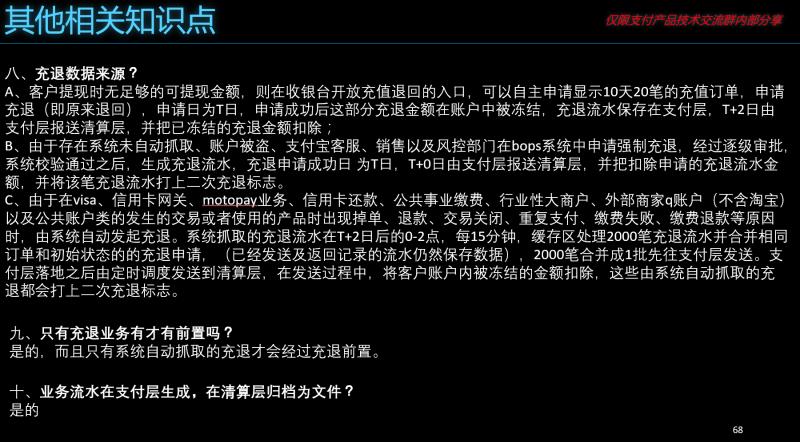 其他相关知识点
仅限支付产品技术交流群内部分享
八、充退数据来源？
A、客户提现时无足够的可提现金额，则在收银台开放充值退回的入口，可以自主申请显示10天20笔的充值订单，申请
充退（即原来退回），申请日为T日，申请成功后这部分充退金额在账户中被冻结，充退流水保存在支付层，T+2日由
支付层报送清算层，并把已冻结的充退金额扣除；
B、由于存在系统未自动抓取、账户被盗、支付宝客服、销售以及风控部门在bops系统中申请强制充退，经过逐级审批，
系统校验通过之后，生成充退流水，充退申请成功日 为T日，T+0日由支付层报送清算层，并把扣除申请的充退流水金
额，并将该笔充退流水打上二次充退标志。
C、由于在visa、信用卡网关、motopay业务、信用卡还款、公共事业缴费、行业性大商户、外部商家q账户（不含淘宝）
以及公共账户类的发生的交易或者使用的产品时出现掉单、退款、交易关闭、重复支付、缴费失败、缴费退款等原因
时，由系统自动发起充退。系统抓取的充退流水在T+2日后的0-2点，每15分钟，缓存区处理2000笔充退流水并合并相同
订单和初始状态的的充退申请，（已经发送及返回记录的流水仍然保存数据），2000笔合并成1批先往支付层发送。支
付层落地之后由定时调度发送到清算层，在发送过程中，将客户账户内被冻结的金额扣除，这些由系统自动抓取的充
退都会打上二次充退标志。
九、只有充退业务有才有前置吗？
是的，而且只有系统自动抓取的充退才会经过充退前置。
十、业务流水在支付层生成，在清算层归档为文件？
是的
68